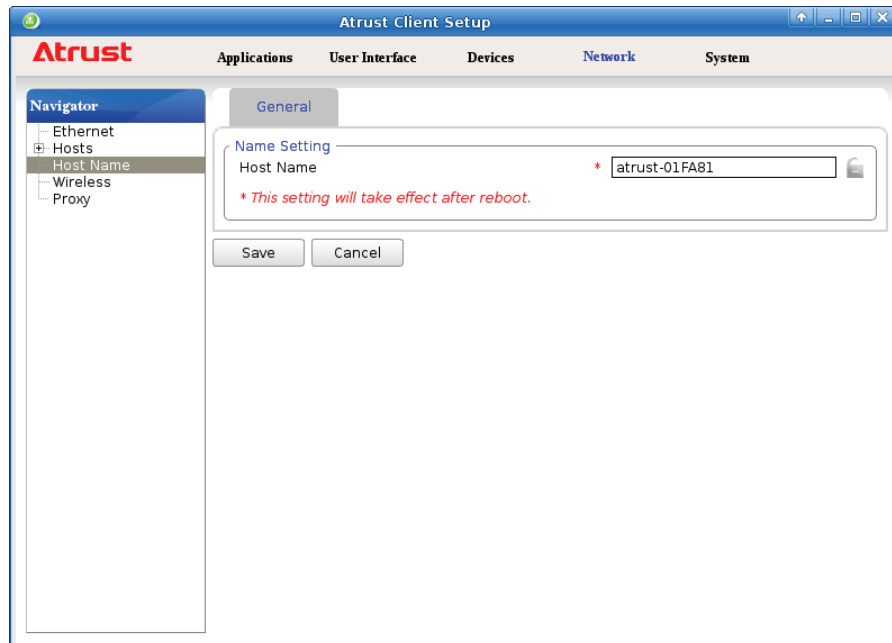 Atrust Client Setup
Atrust
Applications User Interface Devices Network System
Navigator
Ethernet
Hosts
Host Name
Wireless
Proxy
General
Name Setting
Host Name * atrust-01FA81
* This setting will take effect after reboot.
Save Cancel